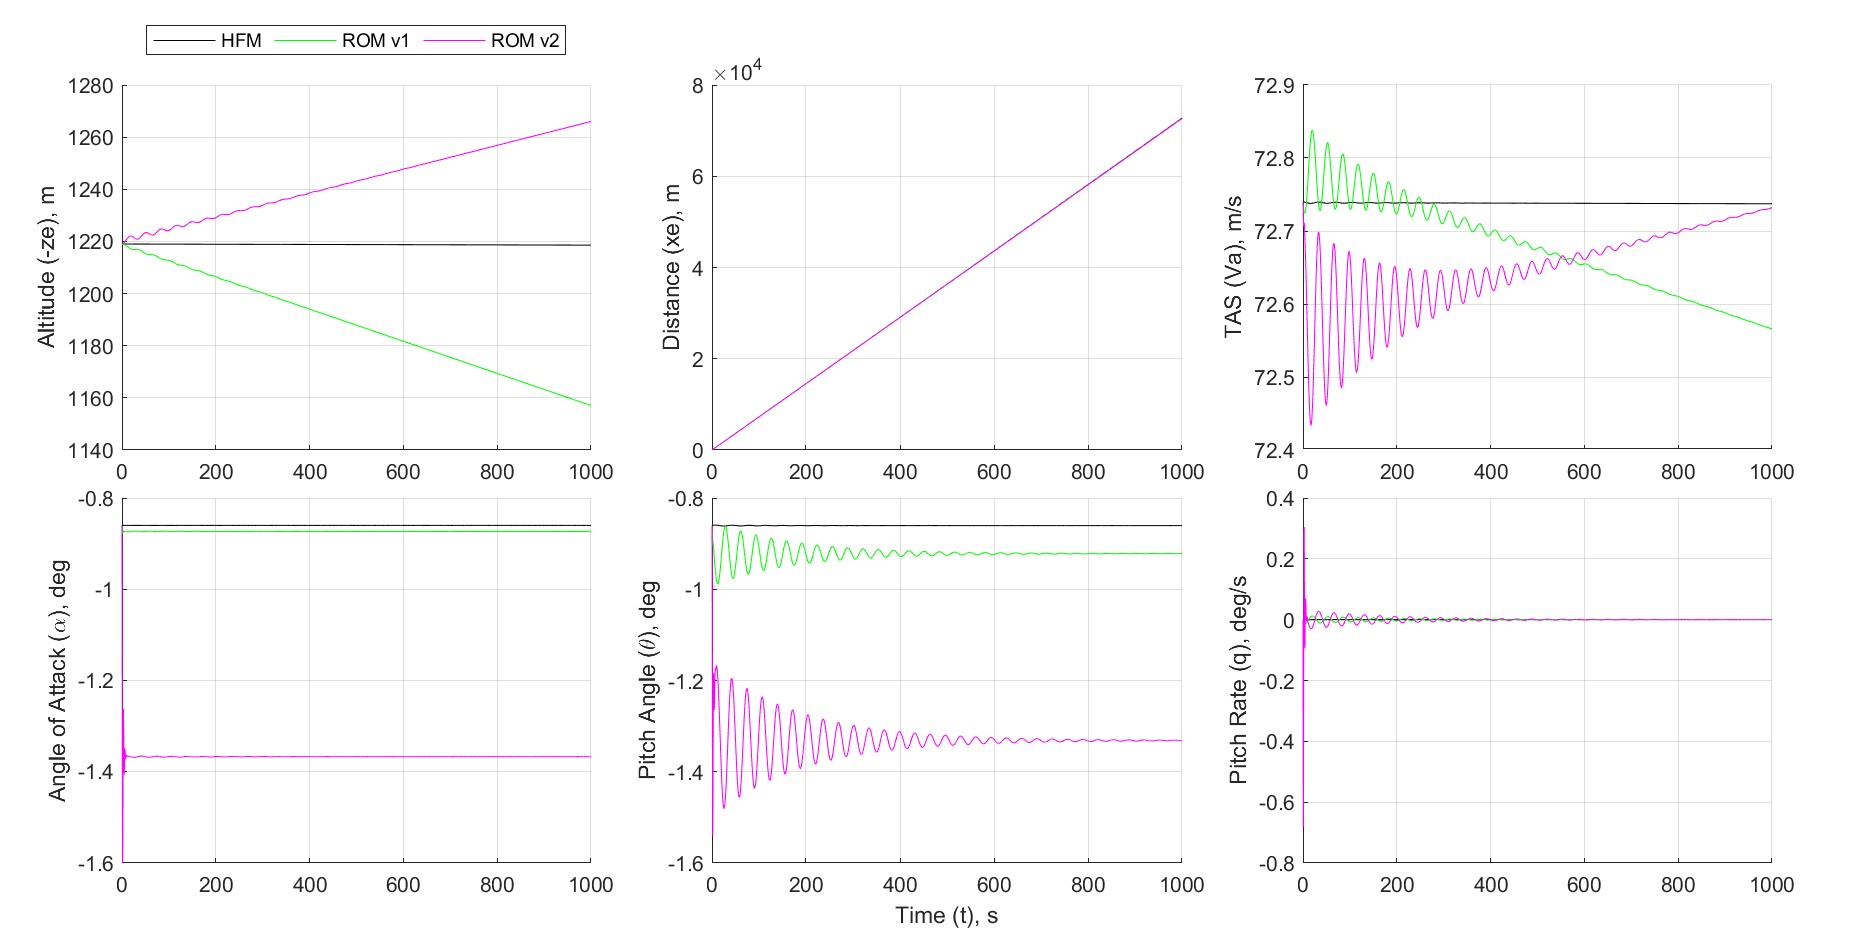 HFM ROM v1 ROM v2
1280
1260
1240
1220
1200
1180
1160
1140
0 200 400 600 800 1000
Altitude (-ze), m
×10⁴
8
6
4
2
0
0 200 400 600 800 1000
Distance (xe), m
72.9
72.8
72.7
72.6
72.5
72.4
0 200 400 600 800 1000
TAS (Va), m/s
-0.8
-1
-1.2
-1.4
-1.6
0 200 400 600 800 1000
Angle of Attack (α), deg
-0.8
-1
-1.2
-1.4
-1.6
0 200 400 600 800 1000
Pitch Angle (θ), deg
Time (t), s
0.4
0.2
0
-0.2
-0.4
-0.6
-0.8
0 200 400 600 800 1000
Pitch Rate (q), deg/s